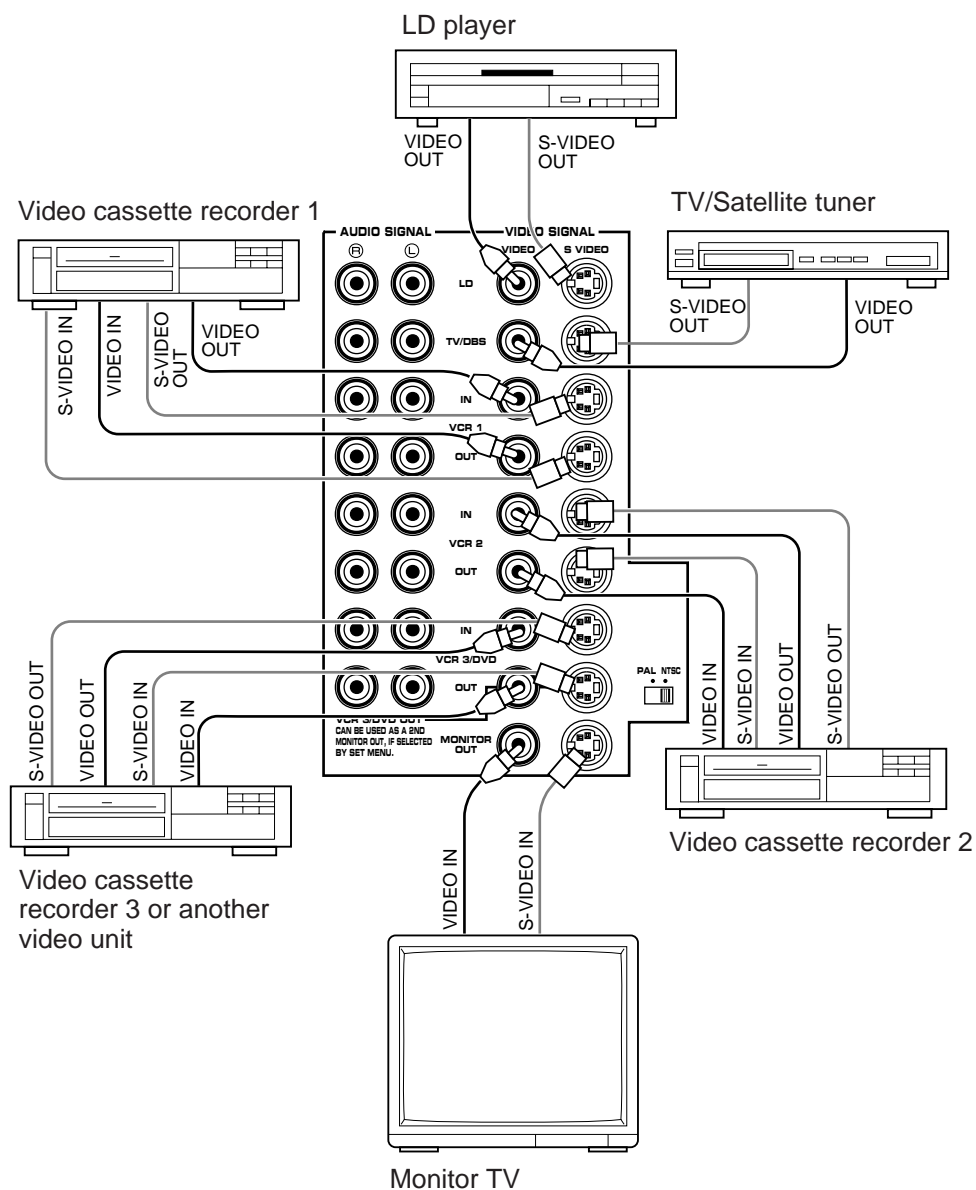 LD player
VIDEO
OUT
S-VIDEO
OUT
Video cassette recorder 1
TV/Satellite tuner
S-VIDEO IN
VIDEO IN
S-VIDEO
OUT
VIDEO
OUT
S-VIDEO
OUT
VIDEO
OUT
AUDIO SIGNAL
VIDEO SIGNAL
R
L
VIDEO
S VIDEO
LD
TV/DBS
IN
VCR 1
OUT
IN
VCR 2
OUT
IN
VCR 3/DVD
OUT
VCR 3/DVD OUT
CAN BE USED AS A 2ND
MONITOR OUT, IF SELECTED
BY SET MENU.
MONITOR
OUT
PAL NTSC
S-VIDEO OUT
VIDEO OUT
S-VIDEO IN
VIDEO IN
VIDEO IN
S-VIDEO IN
VIDEO OUT
S-VIDEO OUT
Video cassette
recorder 3 or another
video unit
Video cassette recorder 2
VIDEO IN
S-VIDEO IN
Monitor TV